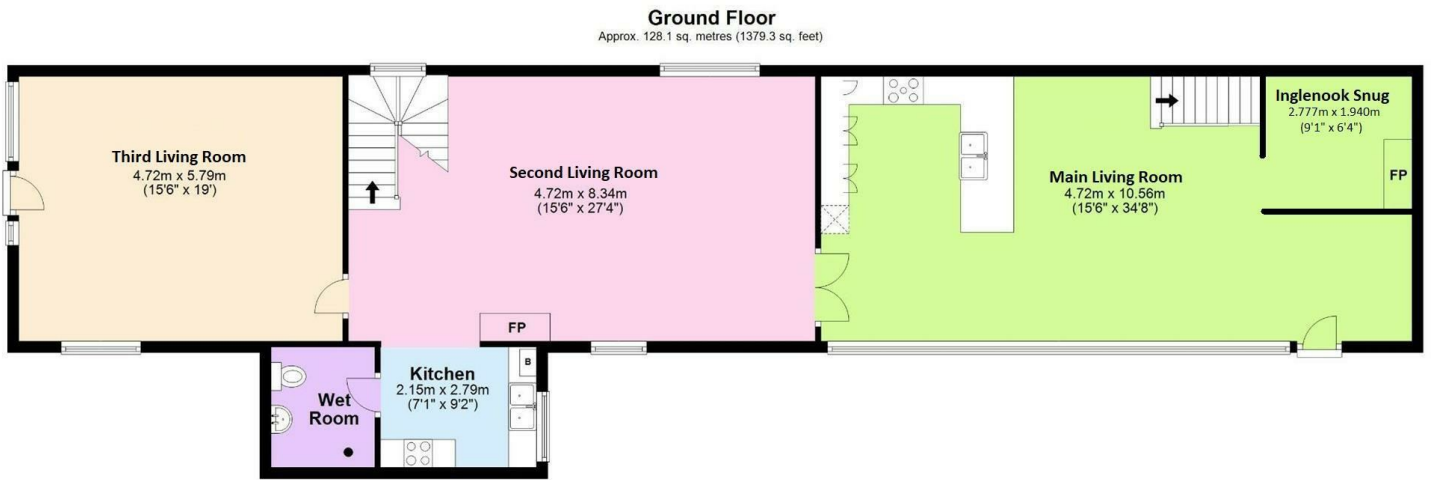 Ground Floor
Approx. 128.1 sq. metres (1379.3 sq. feet)
Third Living Room
4.72m x 5.79m
(15'6" x 19')
Second Living Room
4.72m x 8.34m
(15'6" x 27'4")
Main Living Room
4.72m x 10.56m
(15'6" x 34'8")
Inglenook Snug
2.777m x 1.940m
(9'1" x 6'4")
FP
FP
Kitchen
2.15m x 2.79m
(7'1" x 9'2")
B
Wet
Room